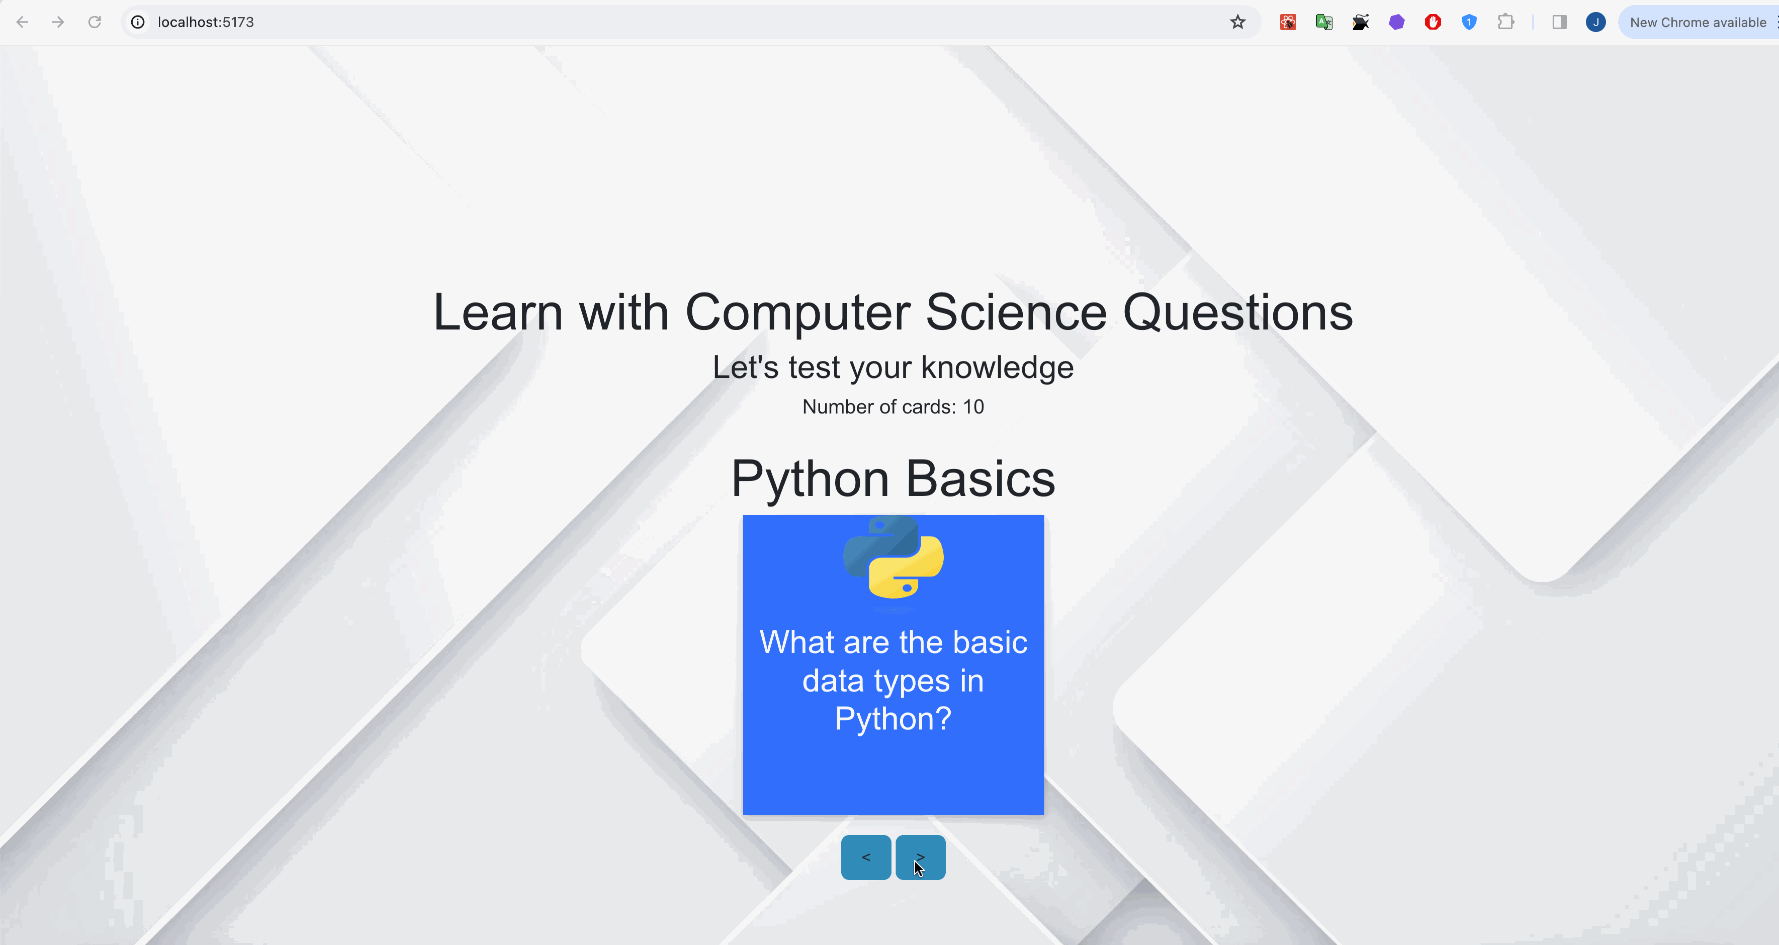 localhost:5173
1
J
New Chrome available
Learn with Computer Science Questions
Let's test your knowledge
Number of cards: 10
Python Basics
What are the basic
data types in
Python?
< >